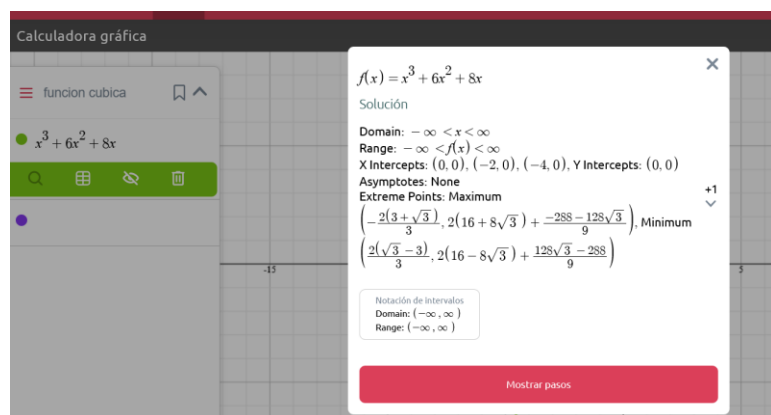 Calculadora gráfica
funcion cubica
x³ + 6x² + 8x
-15
5
f(x) = x³ + 6x² + 8x
Solución
Domain: −∞ < x < ∞
Range: −∞ < f(x) < ∞
X Intercepts: (0, 0), (−2, 0), (−4, 0), Y Intercepts: (0, 0)
Asymptotes: None
Extreme Points: Maximum
(−2(3 + √3)/3, 2(16 + 8√3) + (−288 − 128√3)/9), Minimum
(2(√3 − 3)/3, 2(16 − 8√3) + (128√3 − 288)/9)
+1
Notación de intervalos
Domain: (−∞, ∞)
Range: (−∞, ∞)
Mostrar pasos